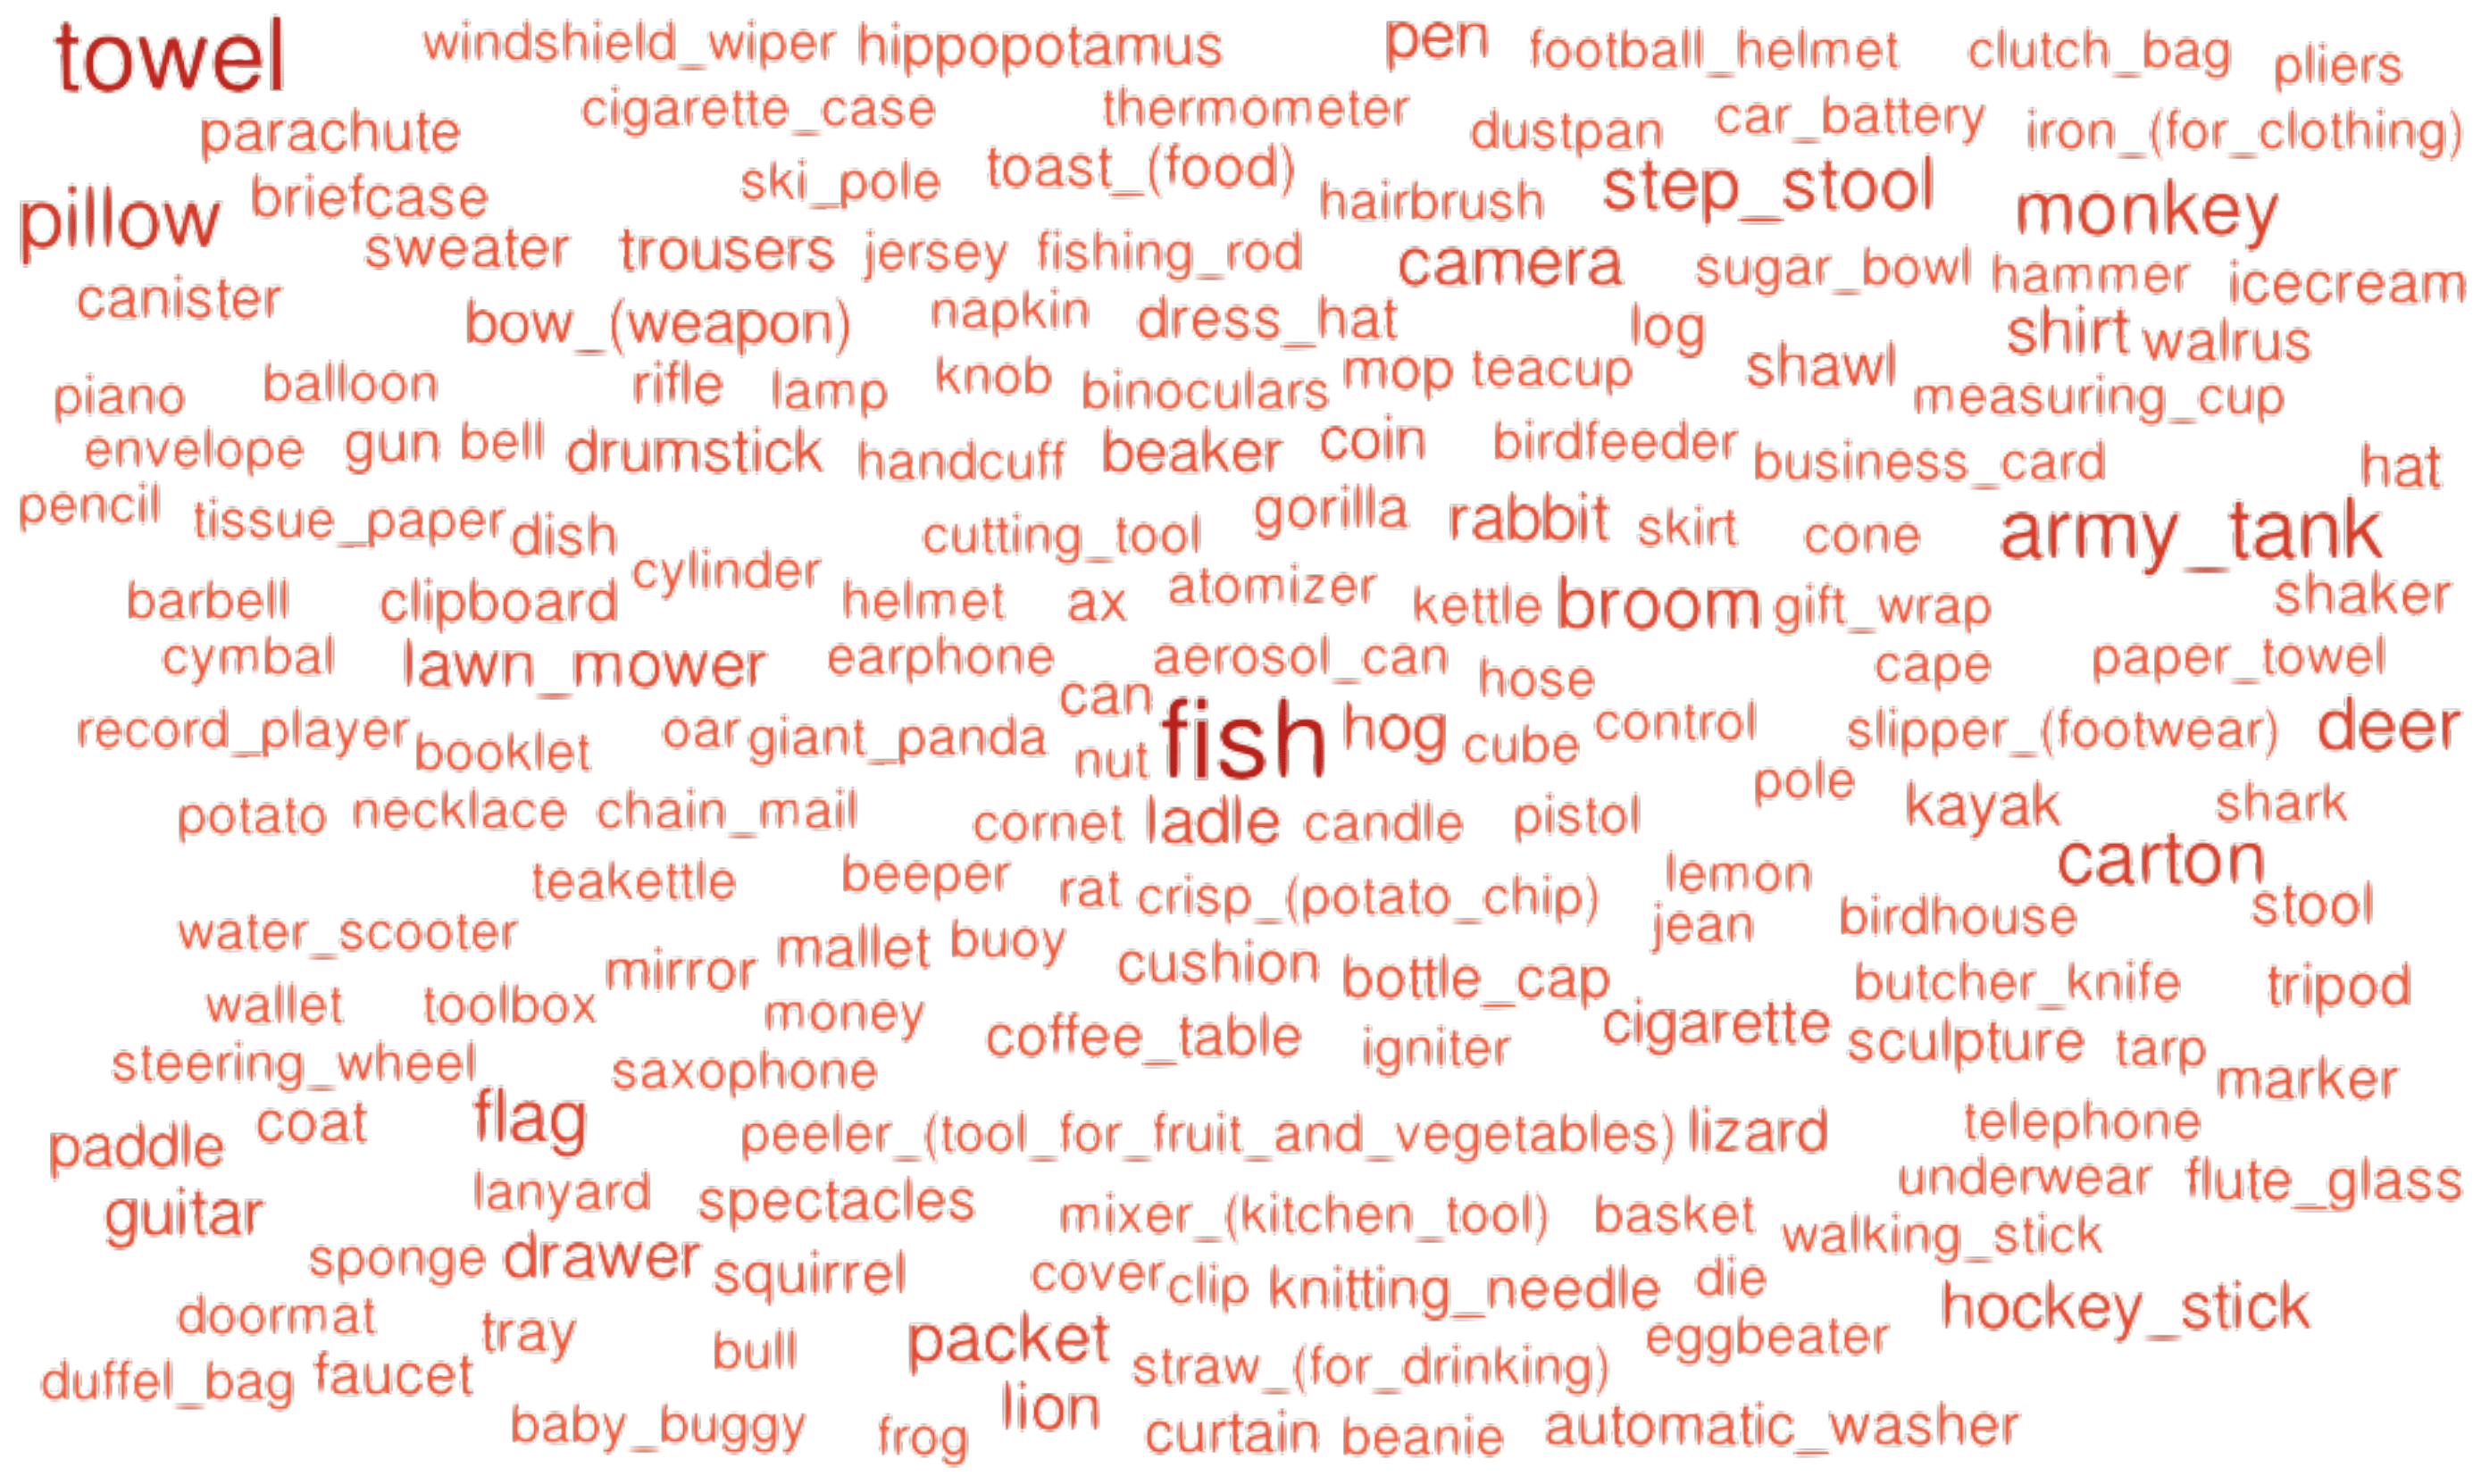 towel windshield_wiper hippopotamus pen football_helmet clutch_bag pliers
parachute cigarette_case thermometer dustpan car_battery iron_(for_clothing)
pillow briefcase ski_pole toast_(food) hairbrush step_stool monkey
sweater trousers jersey fishing_rod camera sugar_bowl hammer icecream
canister bow_(weapon) napkin dress_hat log shirt walrus
piano balloon rifle lamp knob binoculars mop teacup shawl measuring_cup
envelope gun bell drumstick handcuff beaker coin birdfeeder business_card hat
pencil tissue_paper dish cutting_tool gorilla rabbit skirt cone army_tank
barbell clipboard cylinder helmet ax atomizer kettle broom gift_wrap shaker
cymbal lawn_mower earphone can aerosol_can hose cape paper_towel
record_player booklet oar giant_panda nut fish hog cube control slipper_(footwear) deer
potato necklace chain_mail cornet ladle candle pistol pole kayak shark
teakettle beeper rat crisp_(potato_chip) lemon carton
water_scooter mirror mallet buoy cushion bottle_cap jean birdhouse stool
wallet toolbox money coffee_table igniter cigarette butcher_knife tripod
steering_wheel saxophone sculpture tarp marker
paddle coat flag peeler_(tool_for_fruit_and_vegetables) lizard telephone
guitar lanyard spectacles mixer_(kitchen_tool) basket underwear flute_glass
sponge drawer squirrel cover clip knitting_needle die walking_stick
doormat tray bull packet eggbeater hockey_stick
duffel_bag faucet straw_(for_drinking)
baby_buggy frog lion curtain beanie automatic_washer